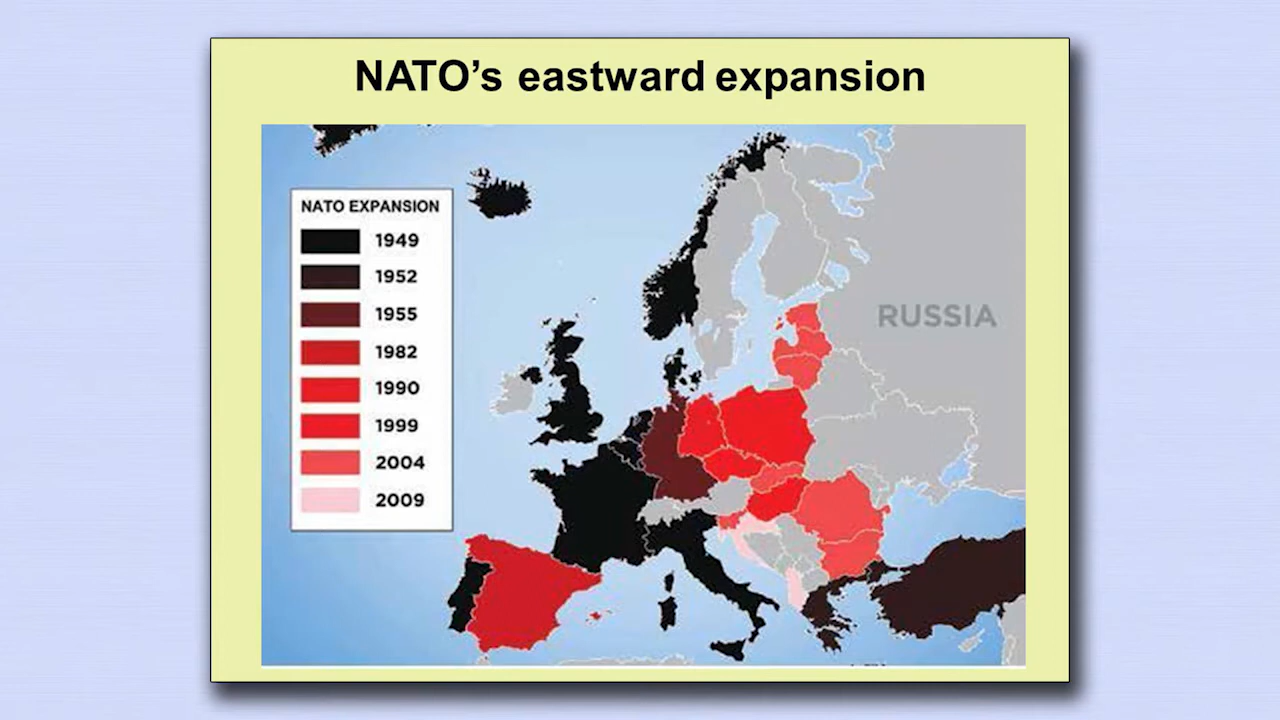 NATO’s eastward expansion
NATO EXPANSION
1949
1952
1955
1982
1990
1999
2004
2009
RUSSIA